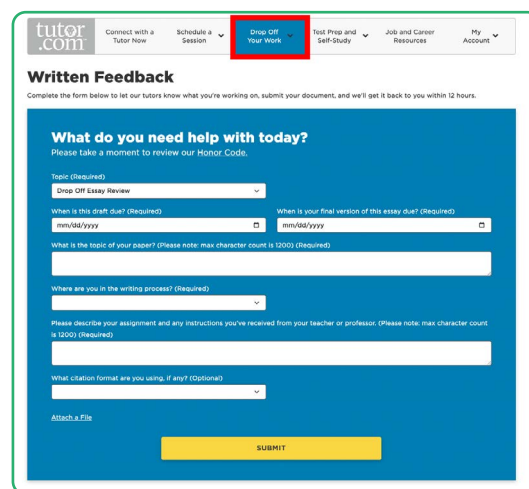 tutor
.com
Connect with a
Tutor Now
Schedule a
Session
Drop Off
Your Work
Test Prep and
Self-Study
Job and Career
Resources
My
Account
Written Feedback
Complete the form below to let our tutors know what you're working on, submit your document, and we'll get it back to you within 12 hours.
What do you need help with today?
Please take a moment to review our Honor Code.
Topic (Required)
Drop Off Essay Review
When is this draft due? (Required)
When is your final version of this essay due? (Required)
mm/dd/yyyy
mm/dd/yyyy
What is the topic of your paper? (Please note: max character count is 1200) (Required)
Where are you in the writing process? (Required)
Please describe your assignment and any instructions you've received from your teacher or professor. (Please note: max character count
is 1200) (Required)
What citation format are you using, if any? (Optional)
Attach a File
SUBMIT